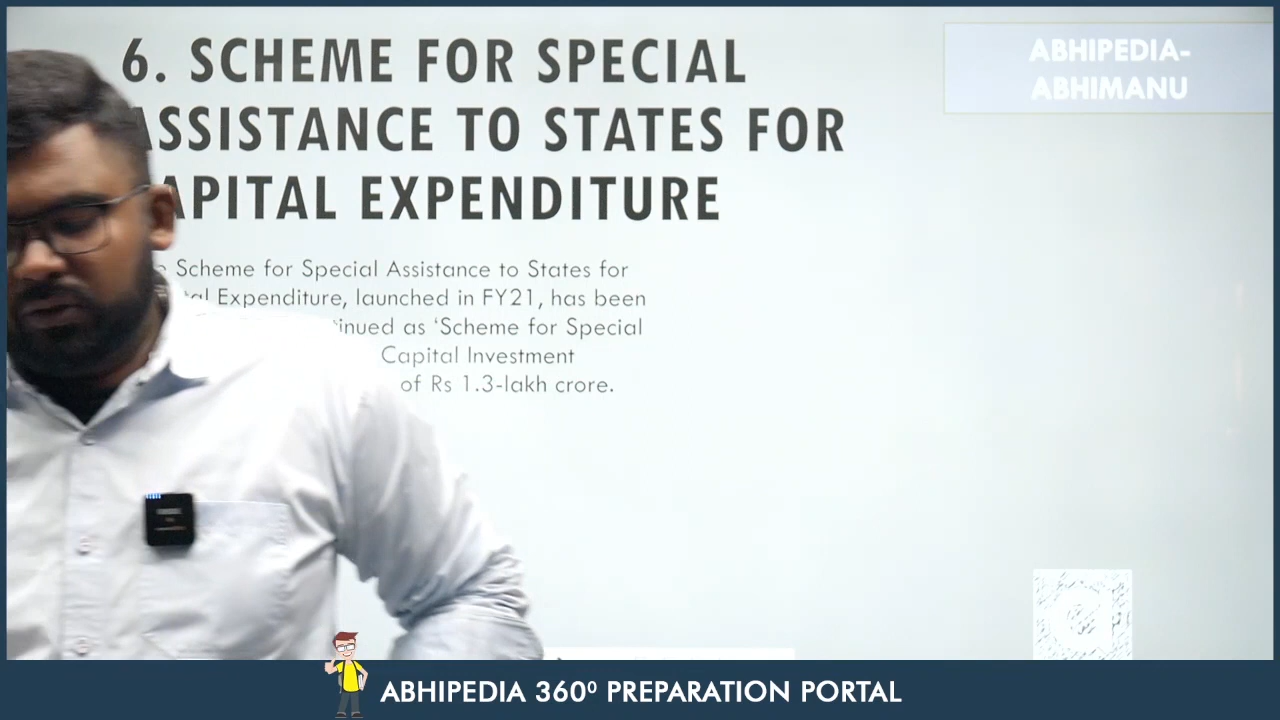 6. SCHEME FOR SPECIAL
ASSISTANCE TO STATES FOR
CAPITAL EXPENDITURE
ABHIPEDIA-
ABHIMANU
Scheme for Special Assistance to States for
Expenditure, launched in FY21, has been
as ‘Scheme for Special
Capital Investment
of Rs 1.3-lakh crore.
ABHIPEDIA 360⁰ PREPARATION PORTAL